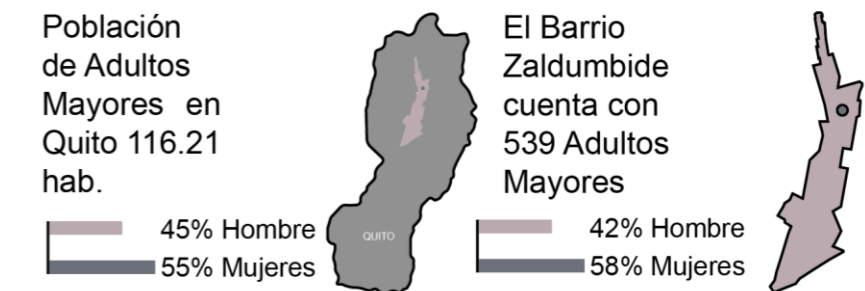 Población
de Adultos
Mayores en
Quito 116.21
hab.
45% Hombre
55% Mujeres
QUITO
El Barrio
Zaldumbide
cuenta con
539 Adultos
Mayores
42% Hombre
58% Mujeres